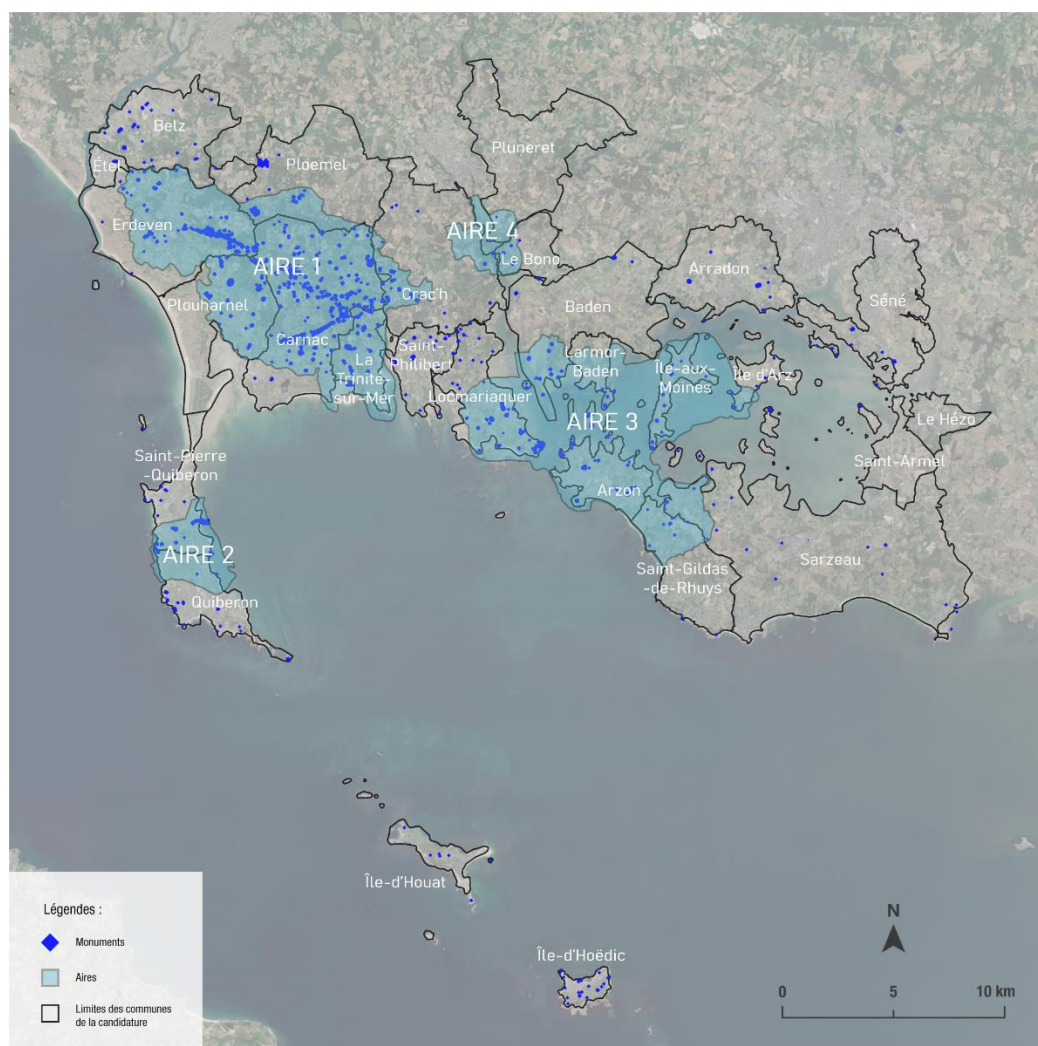 Belz
Pluneret
Étel
Ploemel
Erdeven
AIRE 4
Le Bono
AIRE 1
Arradon
Crac'h
Séné
Plouharnel
Baden
Carnac
La
Trinité-
sur-Mer
Saint-
Philibert
Larmor-
Baden
Île-aux-
Moines
Île d'Arz
Locmariaquer
AIRE 3
Le Hézo
Saint-Armel
Saint-Pierre
-Quiberon
Arzon
AIRE 2
Sarzeau
Saint-Gildas
-de-Rhuys
Quiberon
Île-d'Houat
Île-d'Hoëdic
Légendes :
Monuments
Aires
Limites des communes
de la candidature
N
0 5 10 km